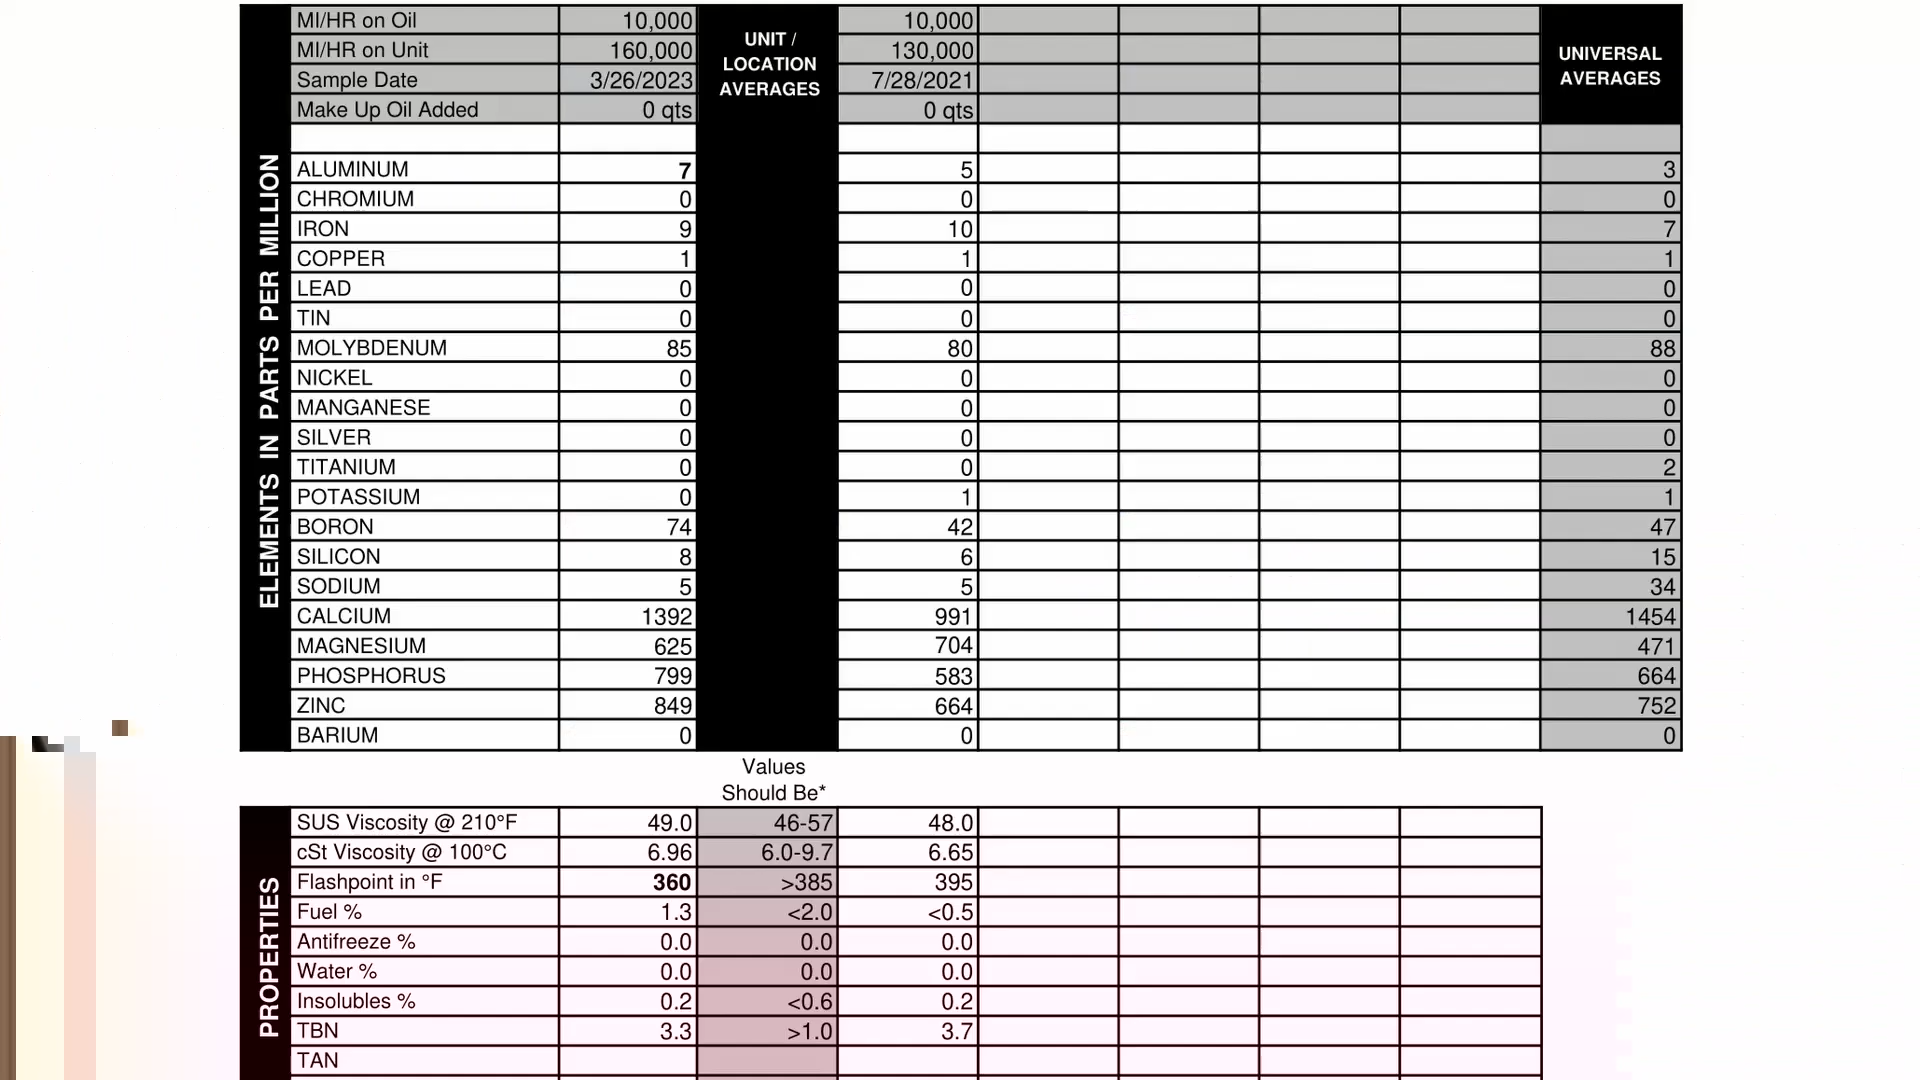 MI/HR on Oil 10,000 10,000
MI/HR on Unit 160,000 130,000
Sample Date 3/26/2023 7/28/2021
Make Up Oil Added 0 qts 0 qts
UNIT /
LOCATION
AVERAGES
UNIVERSAL
AVERAGES
ELEMENTS IN PARTS PER MILLION
ALUMINUM 7 5 3
CHROMIUM 0 0 0
IRON 9 10 7
COPPER 1 1 1
LEAD 0 0 0
TIN 0 0 0
MOLYBDENUM 85 80 88
NICKEL 0 0 0
MANGANESE 0 0 0
SILVER 0 0 0
TITANIUM 0 0 2
POTASSIUM 0 1 1
BORON 74 42 47
SILICON 8 6 15
SODIUM 5 5 34
CALCIUM 1392 991 1454
MAGNESIUM 625 704 471
PHOSPHORUS 799 583 664
ZINC 849 664 752
BARIUM 0 0 0
Values
Should Be*
PROPERTIES
SUS Viscosity @ 210°F 49.0 46-57 48.0
cSt Viscosity @ 100°C 6.96 6.0-9.7 6.65
Flashpoint in °F 360 >385 395
Fuel % 1.3 <2.0 <0.5
Antifreeze % 0.0 0.0 0.0
Water % 0.0 0.0 0.0
Insolubles % 0.2 <0.6 0.2
TBN 3.3 >1.0 3.7
TAN